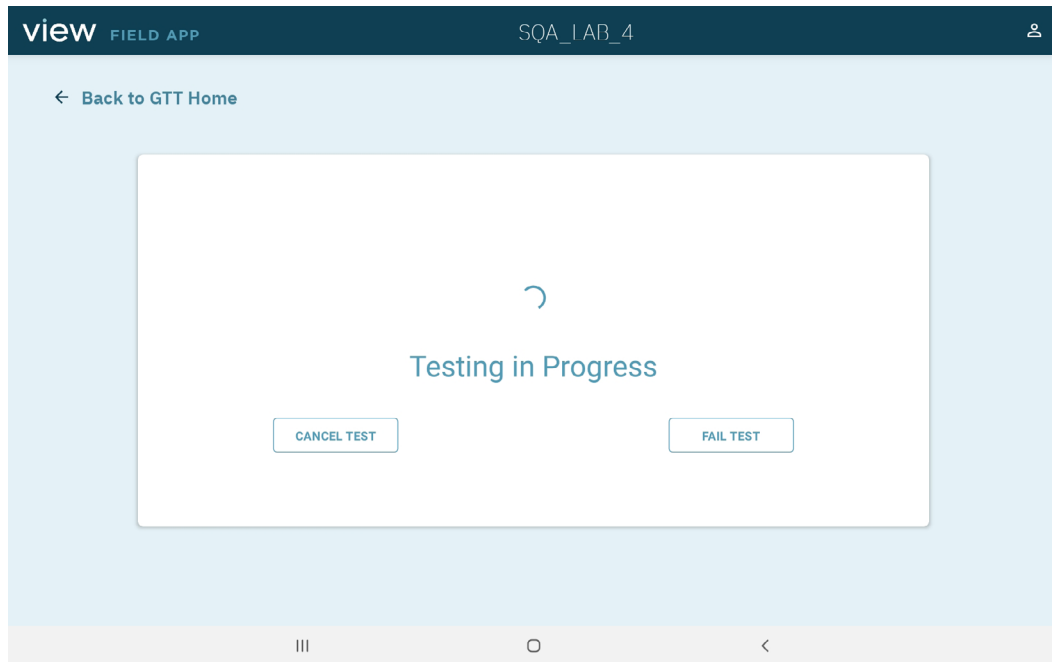 view FIELD APP
SQA_LAB_4
Back to GTT Home
Testing in Progress
CANCEL TEST
FAIL TEST